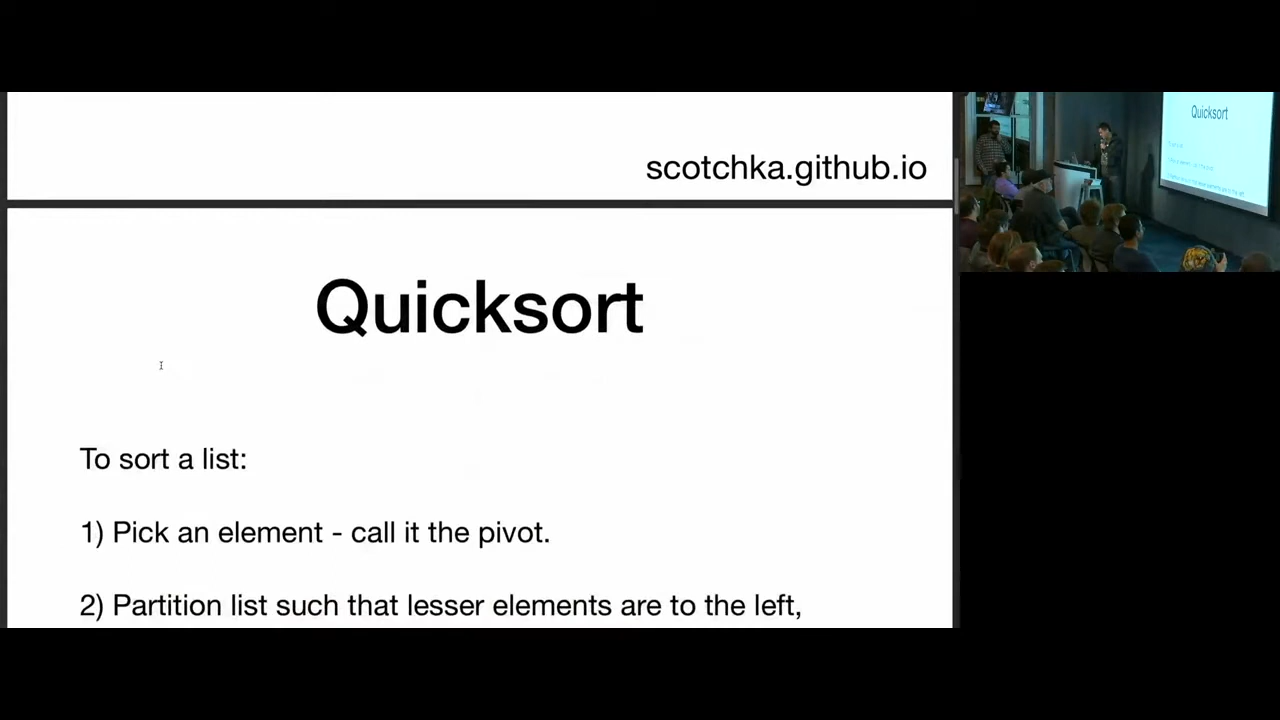 scotchka.github.io
Quicksort
To sort a list:
1) Pick an element - call it the pivot.
2) Partition list such that lesser elements are to the left,
Quicksort